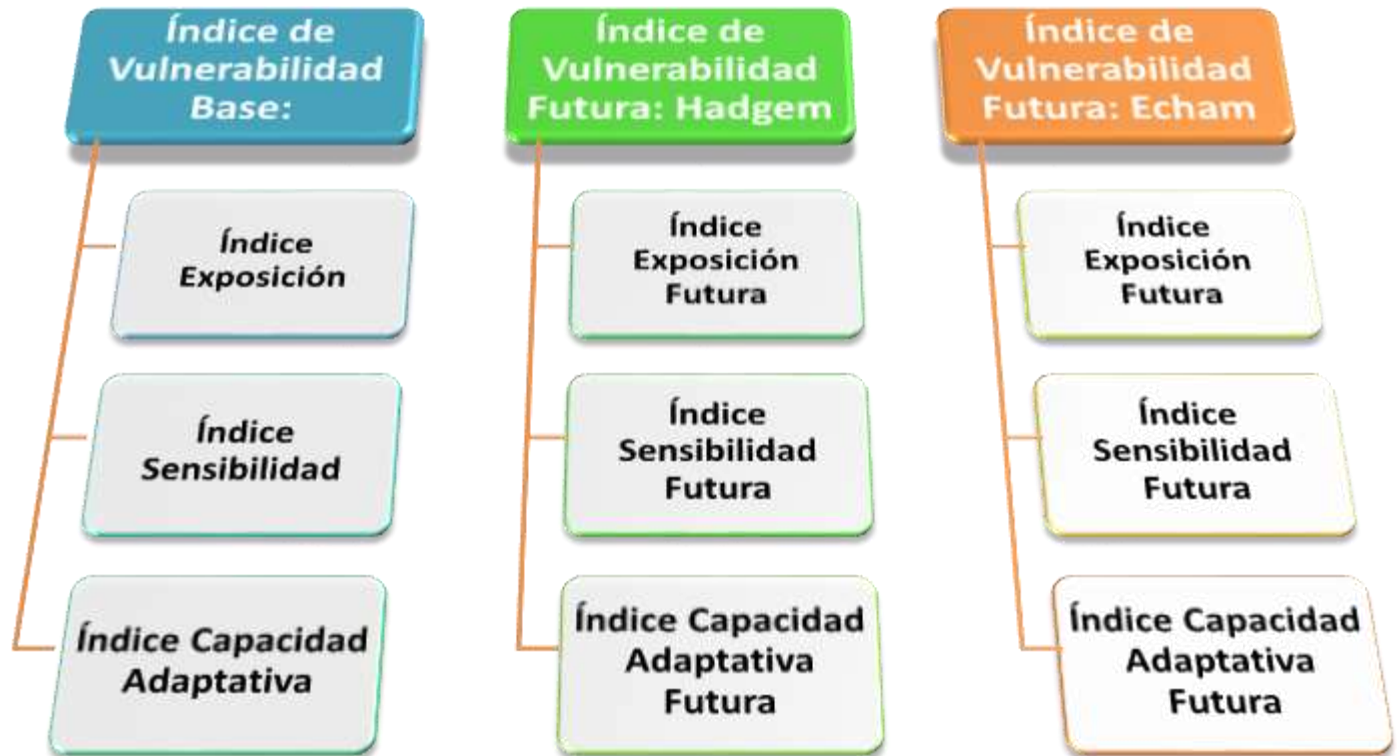 Índice de
Vulnerabilidad
Base:
Índice
Exposición
Índice
Sensibilidad
Índice Capacidad
Adaptativa
Índice de
Vulnerabilidad
Futura: Hadgem
Índice
Exposición
Futura
Índice
Sensibilidad
Futura
Índice Capacidad
Adaptativa
Futura
Índice de
Vulnerabilidad
Futura: Echam
Índice
Exposición
Futura
Índice
Sensibilidad
Futura
Índice Capacidad
Adaptativa
Futura